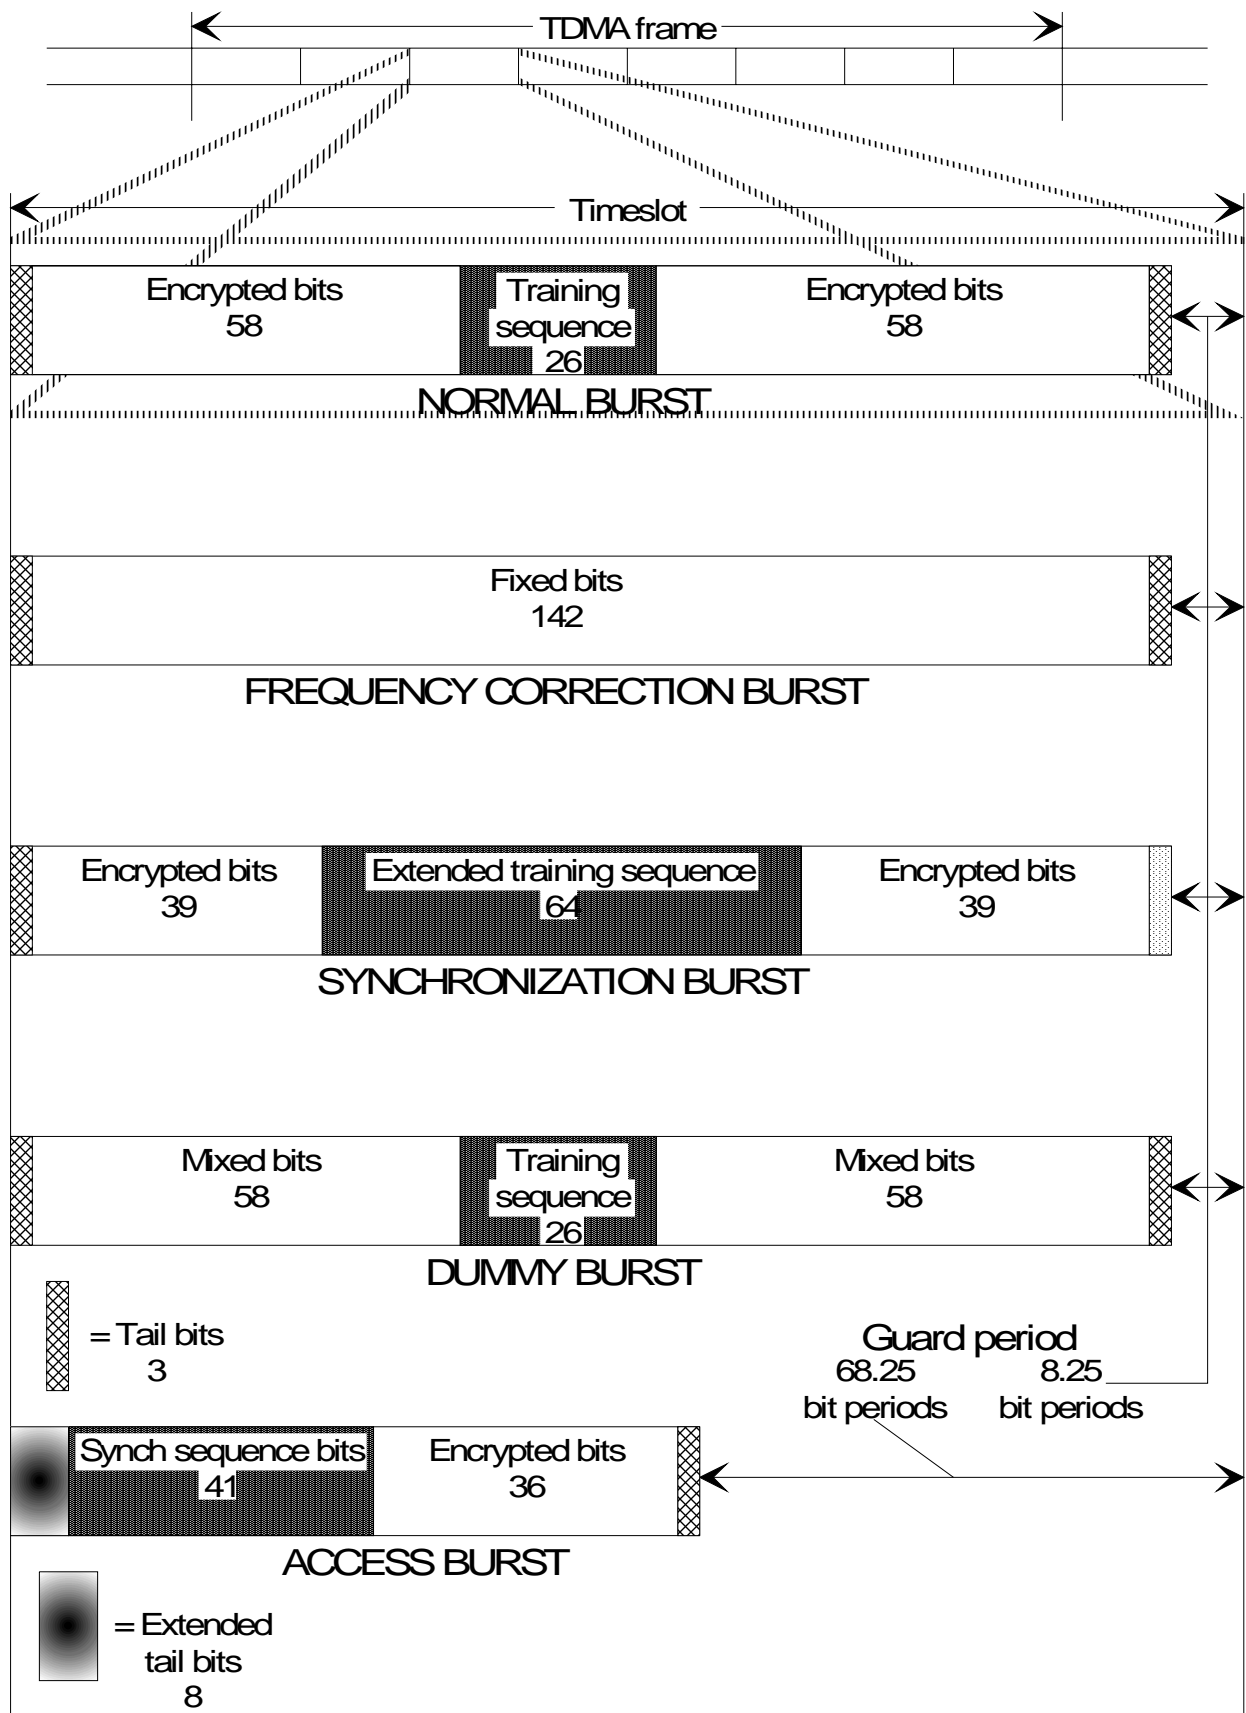 TDMA frame
Timeslot
Encrypted bits
58
Training
sequence
26
Encrypted bits
58
NORMAL BURST
Fixed bits
142
FREQUENCY CORRECTION BURST
Encrypted bits
39
Extended training sequence
64
Encrypted bits
39
SYNCHRONIZATION BURST
Mixed bits
58
Training
sequence
26
Mixed bits
58
DUMMY BURST
= Tail bits
3
Guard period
68.25
bit periods
8.25
bit periods
Synch sequence bits
41
Encrypted bits
36
ACCESS BURST
= Extended
tail bits
8